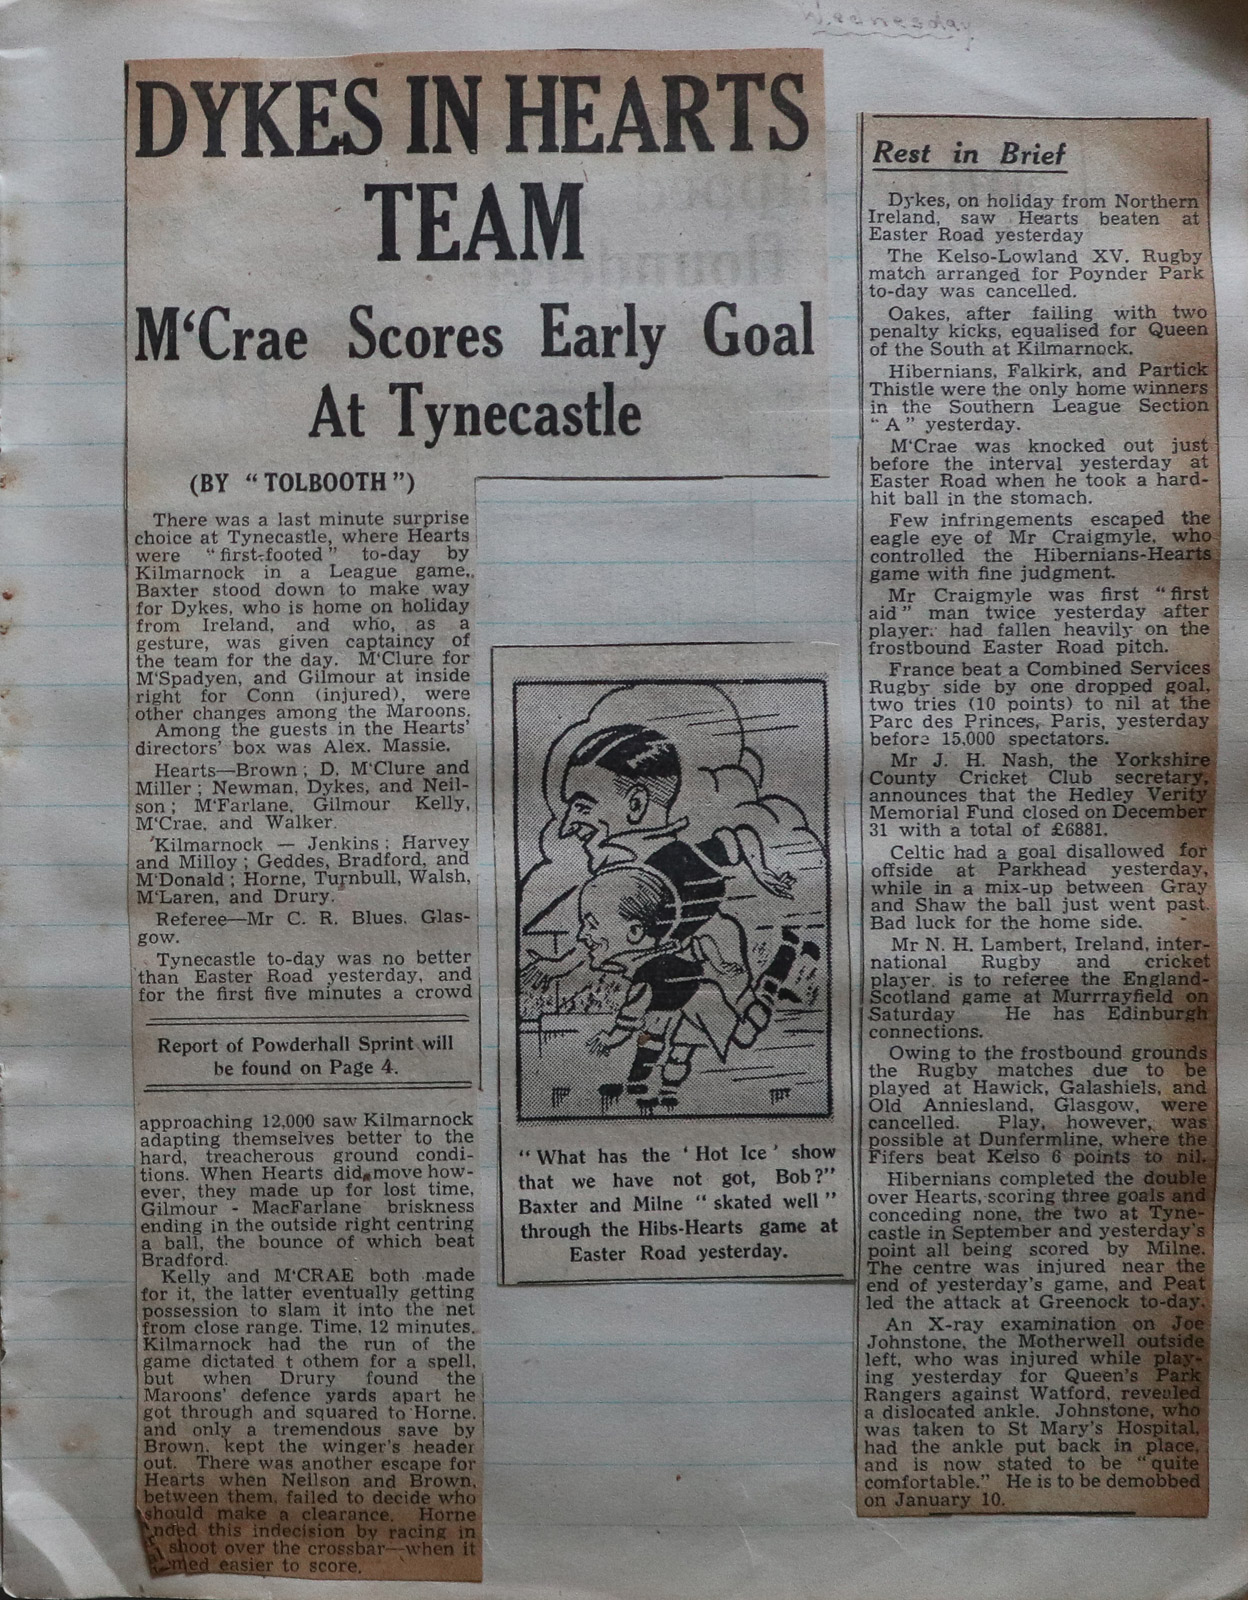 Wednesday
DYKES IN HEARTS
TEAM
M‘Crae Scores Early Goal
At Tynecastle
(BY “TOLBOOTH”)
There was a last minute surprise
choice at Tynecastle, where Hearts
were “first-footed” to-day by
Kilmarnock in a League game.
Baxter stood down to make way
for Dykes, who is home on holiday
from Ireland, and who, as a
gesture, was given captaincy of
the team for the day. M‘Clure for
M‘Spadyen, and Gilmour at inside
right for Conn (injured), were
other changes among the Maroons.
Among the guests in the Hearts’
directors’ box was Alex. Massie.
Hearts—Brown; D. M‘Clure and
Miller; Newman, Dykes, and Neil-
son; M‘Farlane, Gilmour Kelly,
M‘Crae, and Walker.
Kilmarnock — Jenkins; Harvey
and Milloy; Geddes, Bradford, and
M‘Donald; Horne, Turnbull, Walsh,
M‘Laren, and Drury.
Referee—Mr C. R. Blues, Glas-
gow.
Tynecastle to-day was no better
than Easter Road yesterday, and
for the first five minutes a crowd
Report of Powderhall Sprint will
be found on Page 4.
approaching 12,000 saw Kilmarnock
adapting themselves better to the
hard, treacherous ground condi-
tions. When Hearts did move how-
ever, they made up for lost time,
Gilmour - MacFarlane briskness
ending in the outside right centring
a ball, the bounce of which beat
Bradford.
Kelly and M‘CRAE both made
for it, the latter eventually getting
possession to slam it into the net
from close range. Time, 12 minutes.
Kilmarnock had the run of the
game dictated t othem for a spell,
but when Drury found the
Maroons’ defence yards apart he
got through and squared to Horne,
and only a tremendous save by
Brown, kept the winger’s header
out. There was another escape for
Hearts when Neilson and Brown,
between them, failed to decide who
should make a clearance. Horne
nded this indecision by racing in
shoot over the crossbar—when it
med easier to score.
“What has the ‘Hot Ice’ show
that we have not got, Bob?”
Baxter and Milne “skated well”
through the Hibs-Hearts game at
Easter Road yesterday.
Rest in Brief
Dykes, on holiday from Northern
Ireland, saw Hearts beaten at
Easter Road yesterday
The Kelso-Lowland XV. Rugby
match arranged for Poynder Park
to-day was cancelled.
Oakes, after failing with two
penalty kicks, equalised for Queen
of the South at Kilmarnock.
Hibernians, Falkirk, and Partick
Thistle were the only home winners
in the Southern League Section
“A” yesterday.
M‘Crae was knocked out just
before the interval yesterday at
Easter Road when he took a hard-
hit ball in the stomach.
Few infringements escaped the
eagle eye of Mr Craigmyle, who
controlled the Hibernians-Hearts
game with fine judgment.
Mr Craigmyle was first “first
aid” man twice yesterday after
player: had fallen heavily on the
frostbound Easter Road pitch.
France beat a Combined Services
Rugby side by one dropped goal,
two tries (10 points) to nil at the
Parc des Princes, Paris, yesterday
before 15,000 spectators.
Mr J. H. Nash, the Yorkshire
County Cricket Club secretary,
announces that the Hedley Verity
Memorial Fund closed on December
31 with a total of £6881.
Celtic had a goal disallowed for
offside at Parkhead yesterday,
while in a mix-up between Gray
and Shaw the ball just went past.
Bad luck for the home side.
Mr N. H. Lambert, Ireland, inter-
national Rugby and cricket
player, is to referee the England-
Scotland game at Murrrayfield on
Saturday He has Edinburgh
connections.
Owing to the frostbound grounds
the Rugby matches due to be
played at Hawick, Galashiels, and
Old Anniesland, Glasgow, were
cancelled. Play, however, was
possible at Dunfermline, where the
Fifers beat Kelso 6 points to nil.
Hibernians completed the double
over Hearts, scoring three goals and
conceding none, the two at Tyne-
castle in September and yesterday’s
point all being scored by Milne.
The centre was injured near the
end of yesterday’s game, and Peat
led the attack at Greenock to-day.
An X-ray examination on Joe
Johnstone, the Motherwell outside
left, who was injured while play-
ing yesterday for Queen’s Park
Rangers against Watford, revealed
a dislocated ankle. Johnstone, who
was taken to St Mary’s Hospital,
had the ankle put back in place,
and is now stated to be “quite
comfortable.” He is to be demobbed
on January 10.